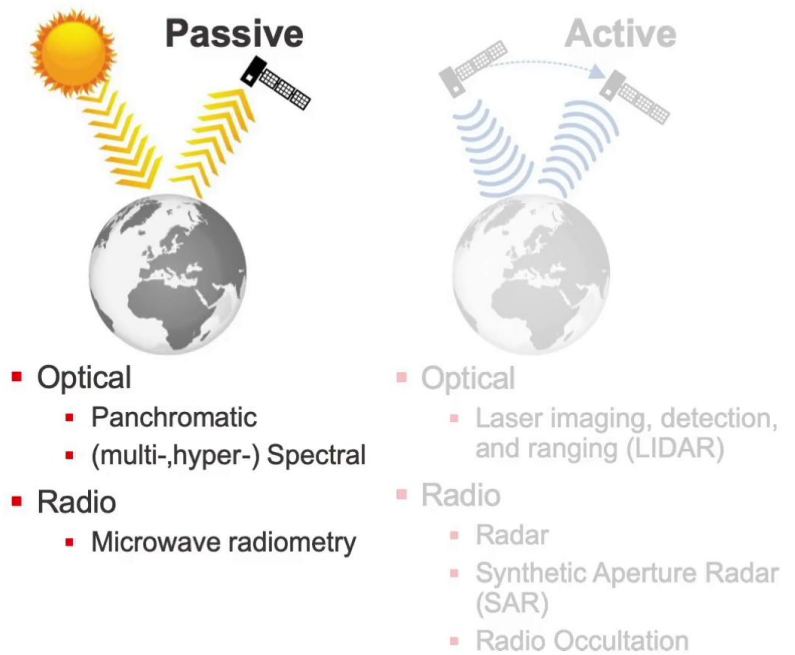 Passive
Optical
Panchromatic
(multi-,hyper-) Spectral
Radio
Microwave radiometry
Active
Optical
Laser imaging, detection,
and ranging (LIDAR)
Radio
Radar
Synthetic Aperture Radar
(SAR)
Radio Occultation